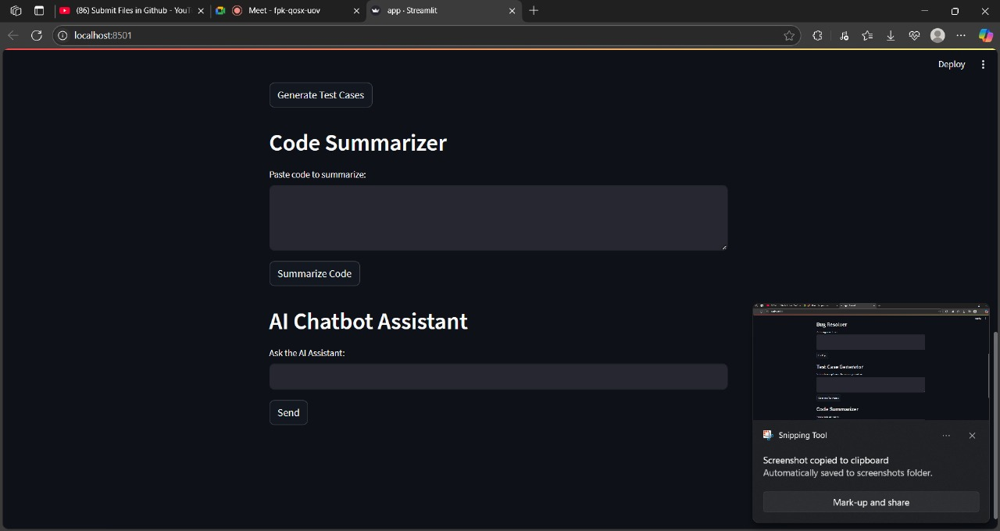 (86) Submit Files in Github - YouT
Meet - fpk-qosx-uov
app · Streamlit
localhost:8501
Deploy
Generate Test Cases
Code Summarizer
Paste code to summarize:
Summarize Code
AI Chatbot Assistant
Ask the AI Assistant:
Send
Bug Resolver
Test Case Generator
Code Summarizer
Snipping Tool
Screenshot copied to clipboard
Automatically saved to screenshots folder.
Mark-up and share